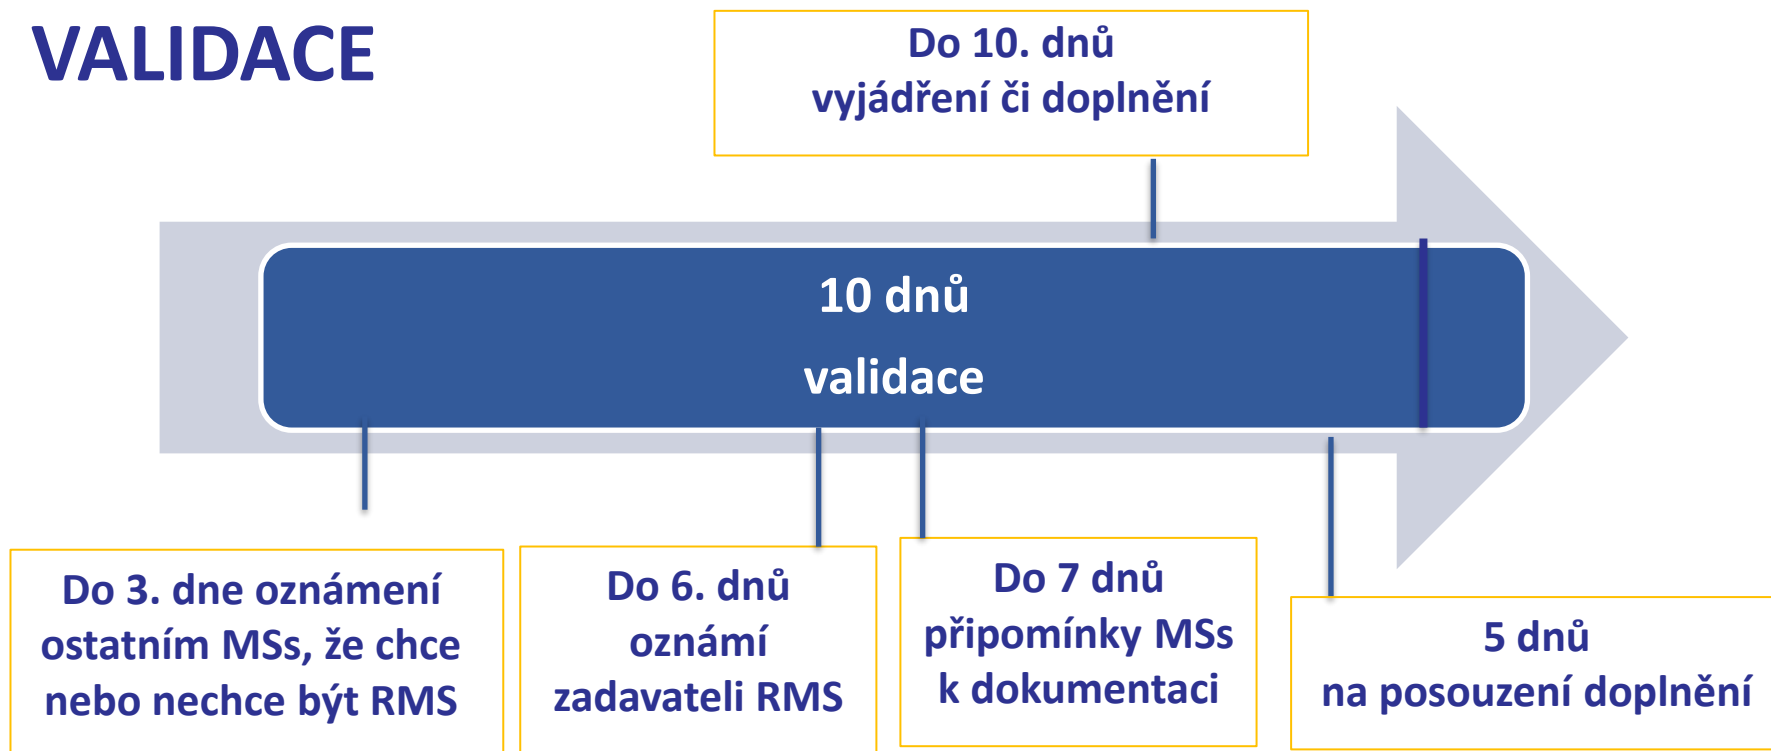 VALIDACE
Do 10. dnů
vyjádření či doplnění
10 dnů
validace
Do 3. dne oznámení
ostatním MSs, že chce
nebo nechce být RMS
Do 6. dnů
oznámí
zadavateli RMS
Do 7 dnů
připomínky MSs
k dokumentaci
5 dnů
na posouzení doplnění